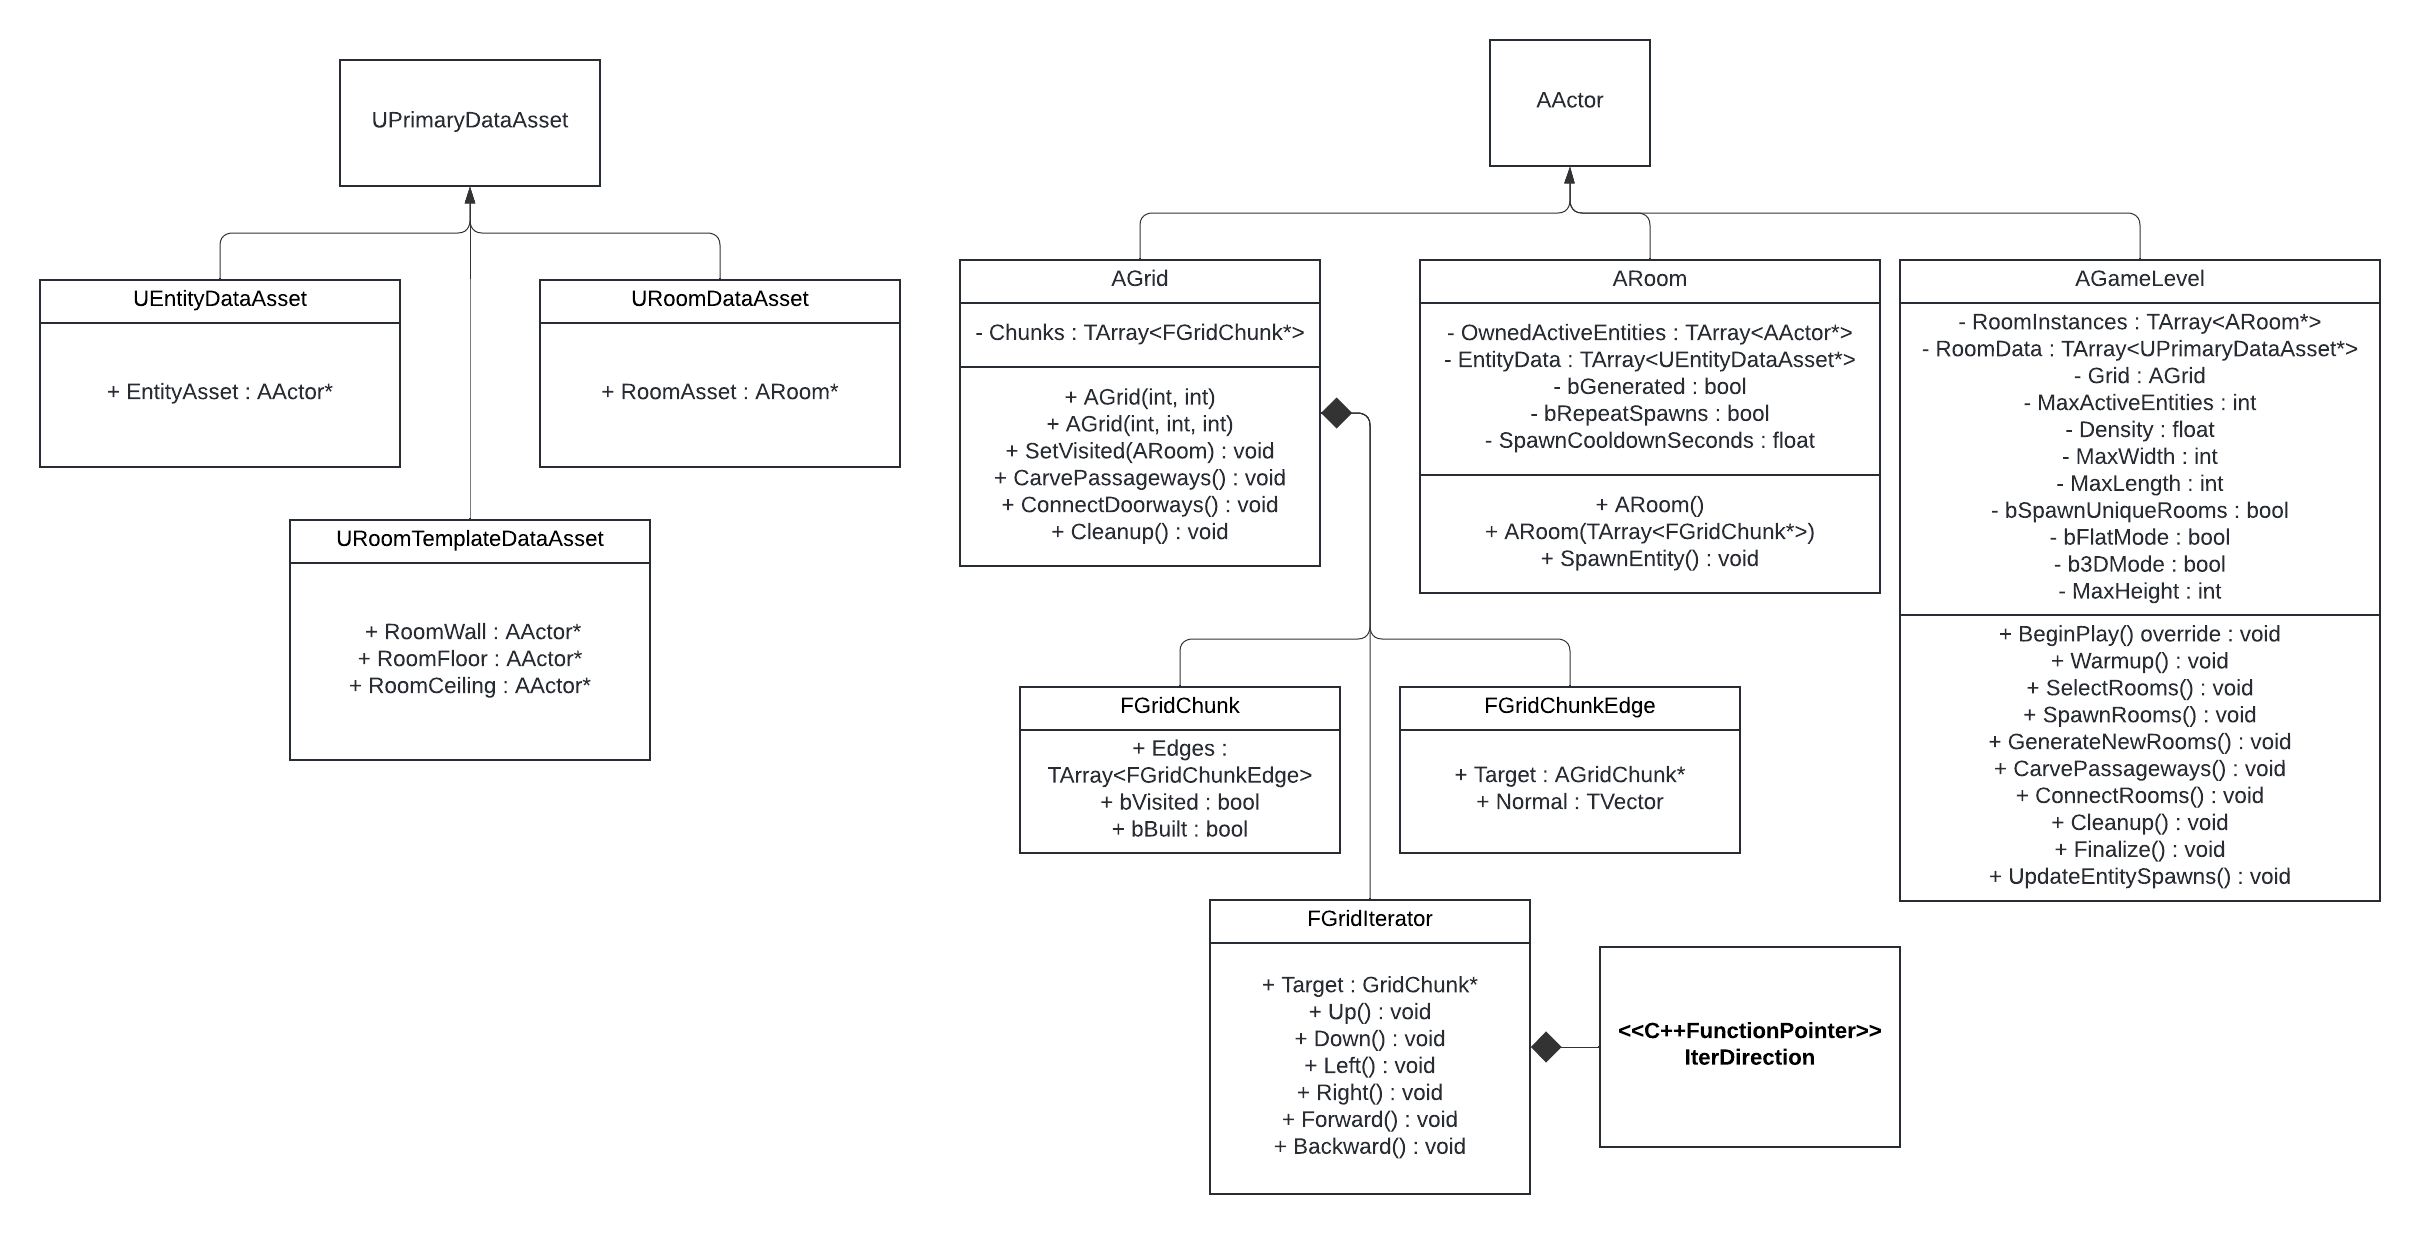 UPrimaryDataAsset
UEntityDataAsset
+ EntityAsset : AActor*
URoomDataAsset
+ RoomAsset : ARoom*
URoomTemplateDataAsset
+ RoomWall : AActor*
+ RoomFloor : AActor*
+ RoomCeiling : AActor*
AActor
AGrid
- Chunks : TArray<FGridChunk*>
+ AGrid(int, int)
+ AGrid(int, int, int)
+ SetVisited(ARoom) : void
+ CarvePassageways() : void
+ ConnectDoorways() : void
+ Cleanup() : void
ARoom
- OwnedActiveEntities : TArray<AActor*>
- EntityData : TArray<UEntityDataAsset*>
- bGenerated : bool
- bRepeatSpawns : bool
- SpawnCooldownSeconds : float
+ ARoom()
+ ARoom(TArray<FGridChunk*>)
+ SpawnEntity() : void
AGameLevel
- RoomInstances : TArray<ARoom*>
- RoomData : TArray<UPrimaryDataAsset*>
- Grid : AGrid
- MaxActiveEntities : int
- Density : float
- MaxWidth : int
- MaxLength : int
- bSpawnUniqueRooms : bool
- bFlatMode : bool
- b3DMode : bool
- MaxHeight : int
+ BeginPlay() override : void
+ Warmup() : void
+ SelectRooms() : void
+ SpawnRooms() : void
+ GenerateNewRooms() : void
+ CarvePassageways() : void
+ ConnectRooms() : void
+ Cleanup() : void
+ Finalize() : void
+ UpdateEntitySpawns() : void
FGridChunk
+ Edges :
TArray<FGridChunkEdge>
+ bVisited : bool
+ bBuilt : bool
FGridChunkEdge
+ Target : AGridChunk*
+ Normal : TVector
FGridIterator
+ Target : GridChunk*
+ Up() : void
+ Down() : void
+ Left() : void
+ Right() : void
+ Forward() : void
+ Backward() : void
<<C++FunctionPointer>>
IterDirection